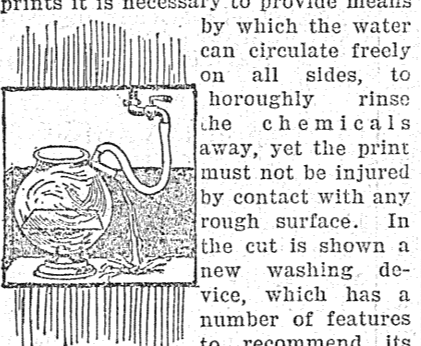 prints it is necessary to provide means
by which the water
can circulate freely
on all sides, to
horoughly rinse
the chemicals
away, yet the print
must not be injured
by contact with any
rough surface. In
the cut is shown a
new washing de-
vice, which has a
number of features
to recommend its